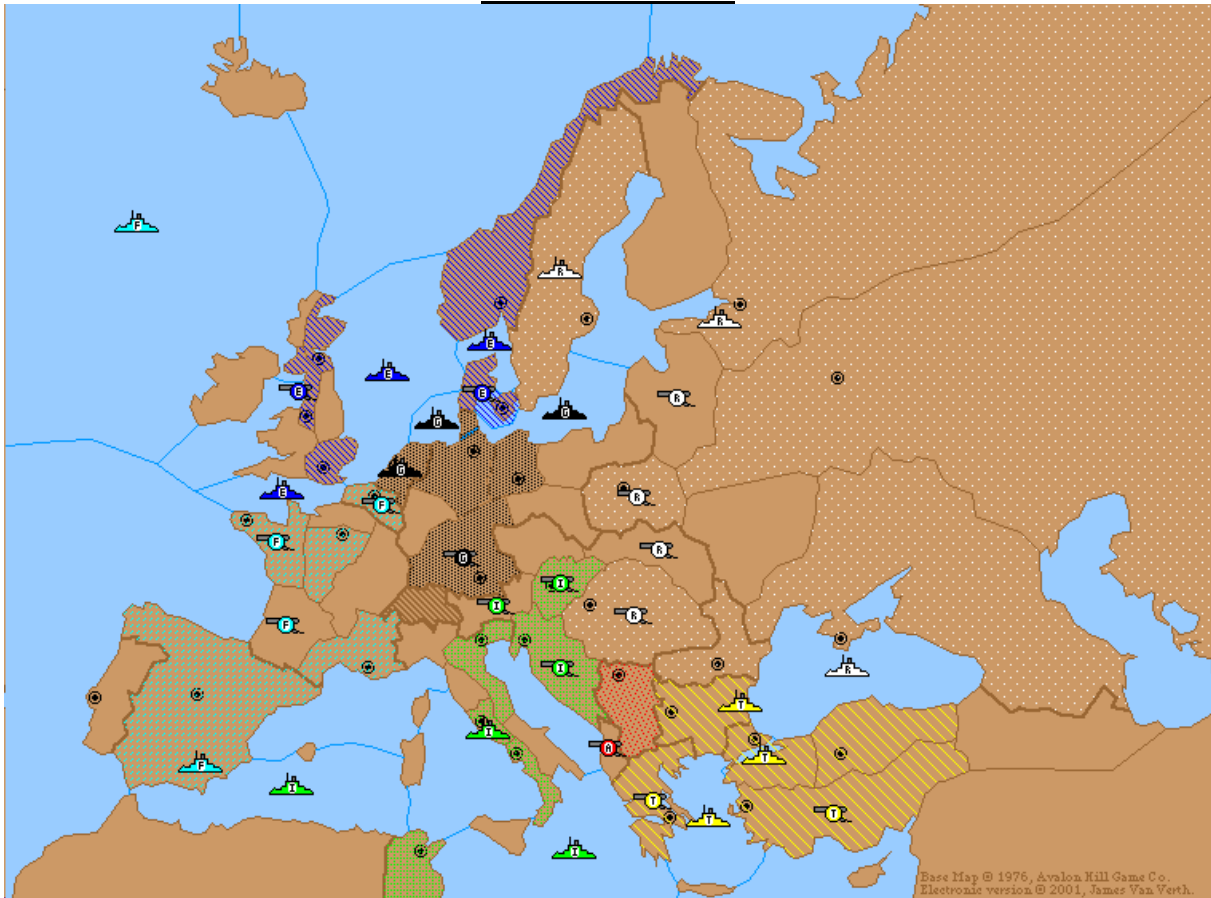 F
R
R
E
E
E
E
R
G
G
G
E
R
F
F
R
G
I
I
R
F
I
R
T
I
A
T
F
I
T
T
T
I
Base Map © 1976, Avalon Hill Game Co.
Electronic version © 2001, James Van Verth.